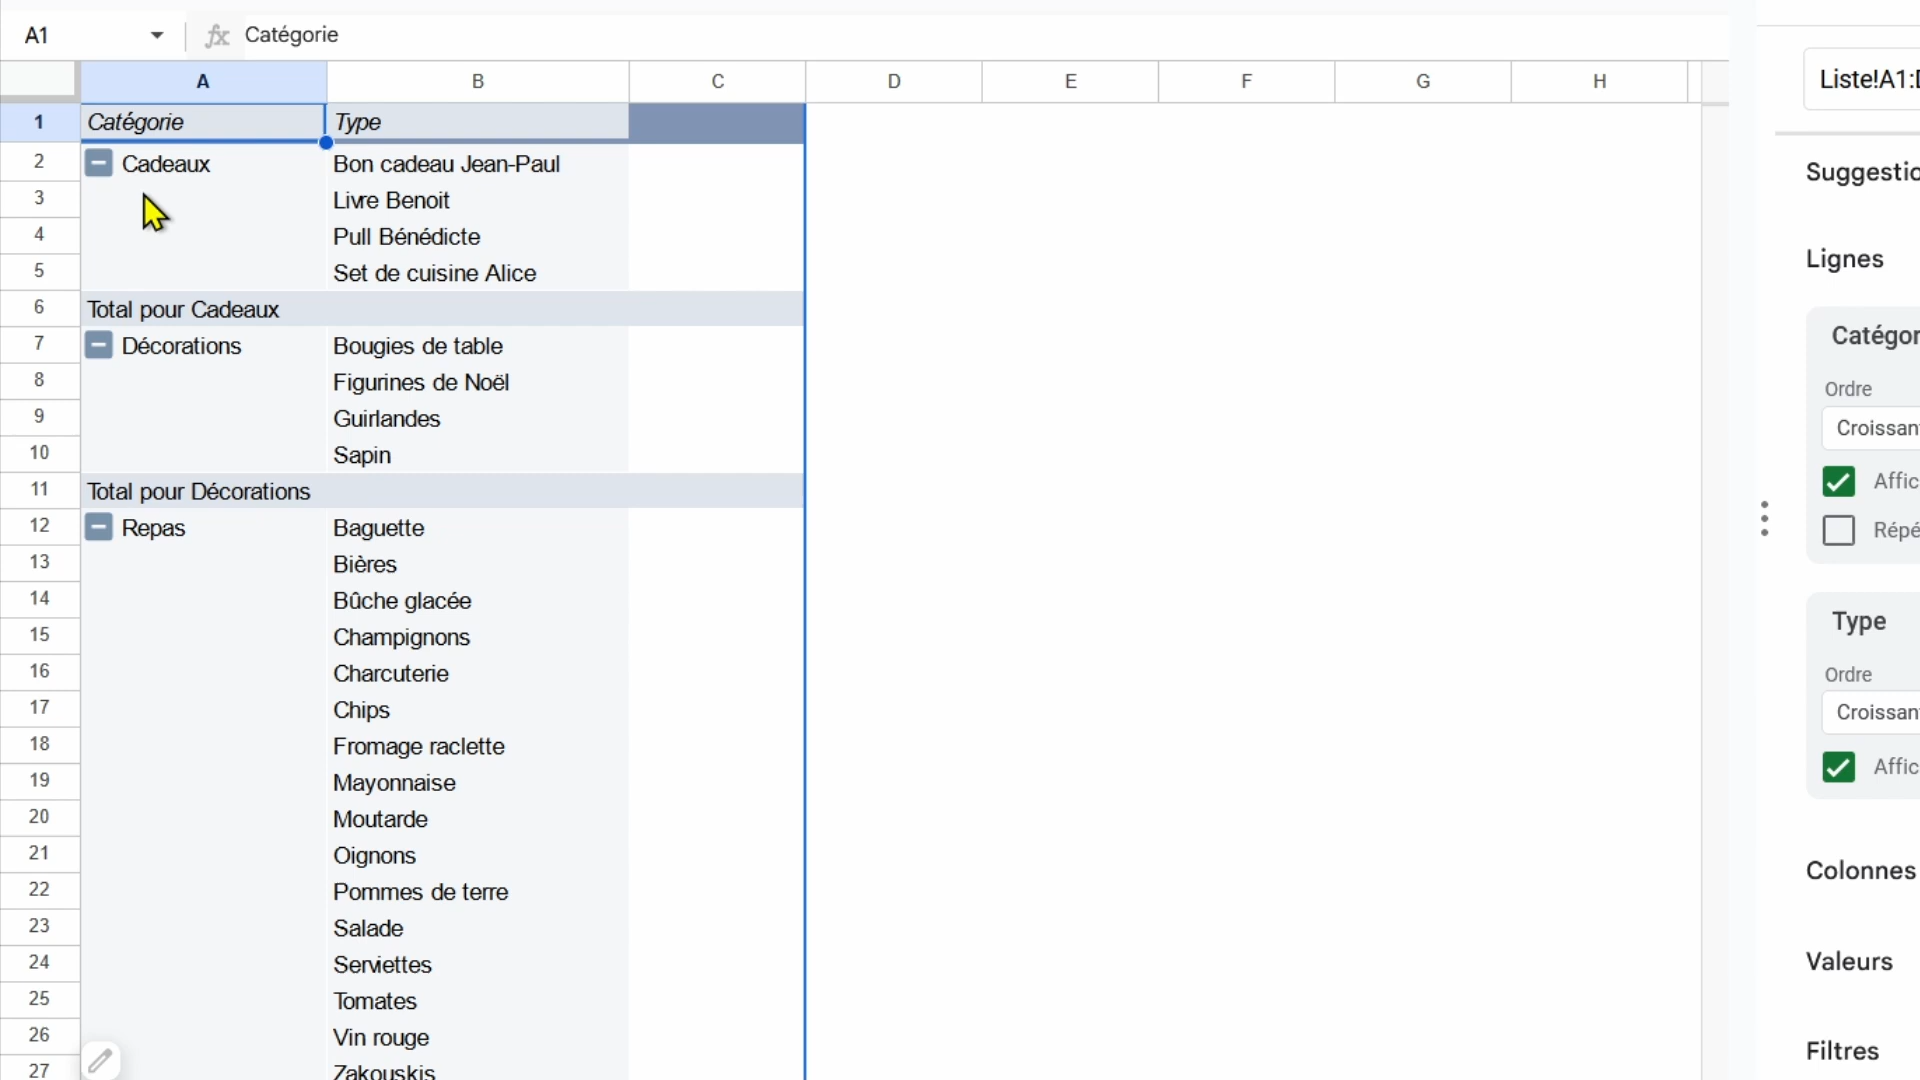 A1 fx Catégorie
A B C D E F G H
1 Catégorie Type
2 Cadeaux Bon cadeau Jean-Paul
3 Livre Benoit
4 Pull Bénédicte
5 Set de cuisine Alice
6 Total pour Cadeaux
7 Décorations Bougies de table
8 Figurines de Noël
9 Guirlandes
10 Sapin
11 Total pour Décorations
12 Repas Baguette
13 Bières
14 Bûche glacée
15 Champignons
16 Charcuterie
17 Chips
18 Fromage raclette
19 Mayonnaise
20 Moutarde
21 Oignons
22 Pommes de terre
23 Salade
24 Serviettes
25 Tomates
26 Vin rouge
27 Zakouskis
Liste!A1:D
Suggestio
Lignes
Catégor
Ordre
Croissan
Affic
Répé
Type
Ordre
Croissan
Affic
Colonnes
Valeurs
Filtres